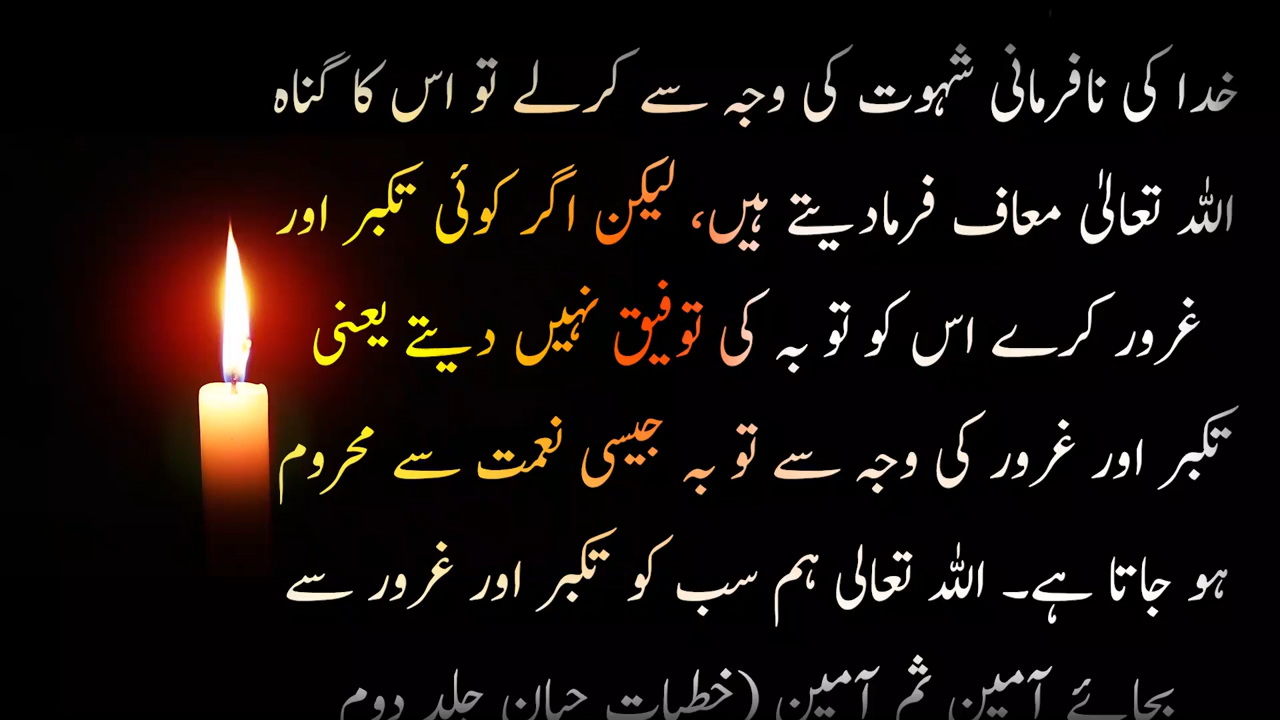 خدا کی نافرمانی شہوت کی وجہ سے کرلے تو اس کا گناہ
اللہ تعالیٰ معاف فرمادیتے ہیں، لیکن اگر کوئی تکبر اور
غرور کرے اس کو توبہ کی توفیق نہیں دیتے یعنی
تکبر اور غرور کی وجہ سے توبہ جیسی نعمت سے محروم
ہو جاتا ہے۔ اللہ تعالی ہم سب کو تکبر اور غرور سے
بچائے آمین ثم آمین (خطبات حبان جلد دوم